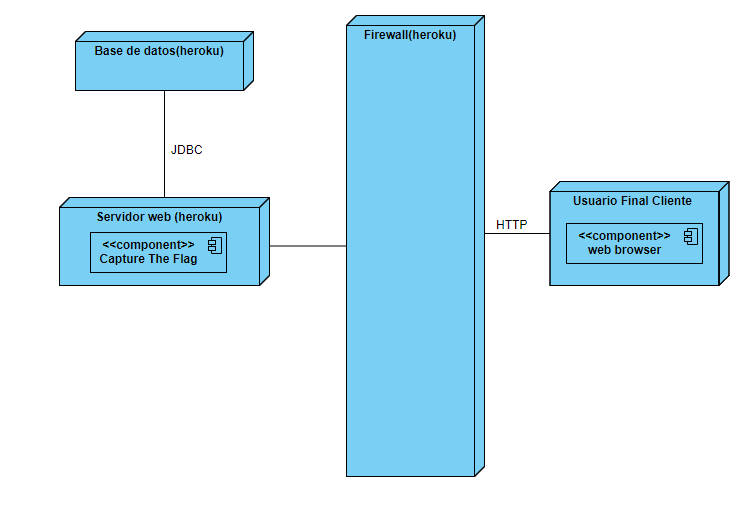 Base de datos(heroku)
JDBC
Servidor web (heroku)
<<component>>
Capture The Flag
Firewall(heroku)
HTTP
Usuario Final Cliente
<<component>>
web browser